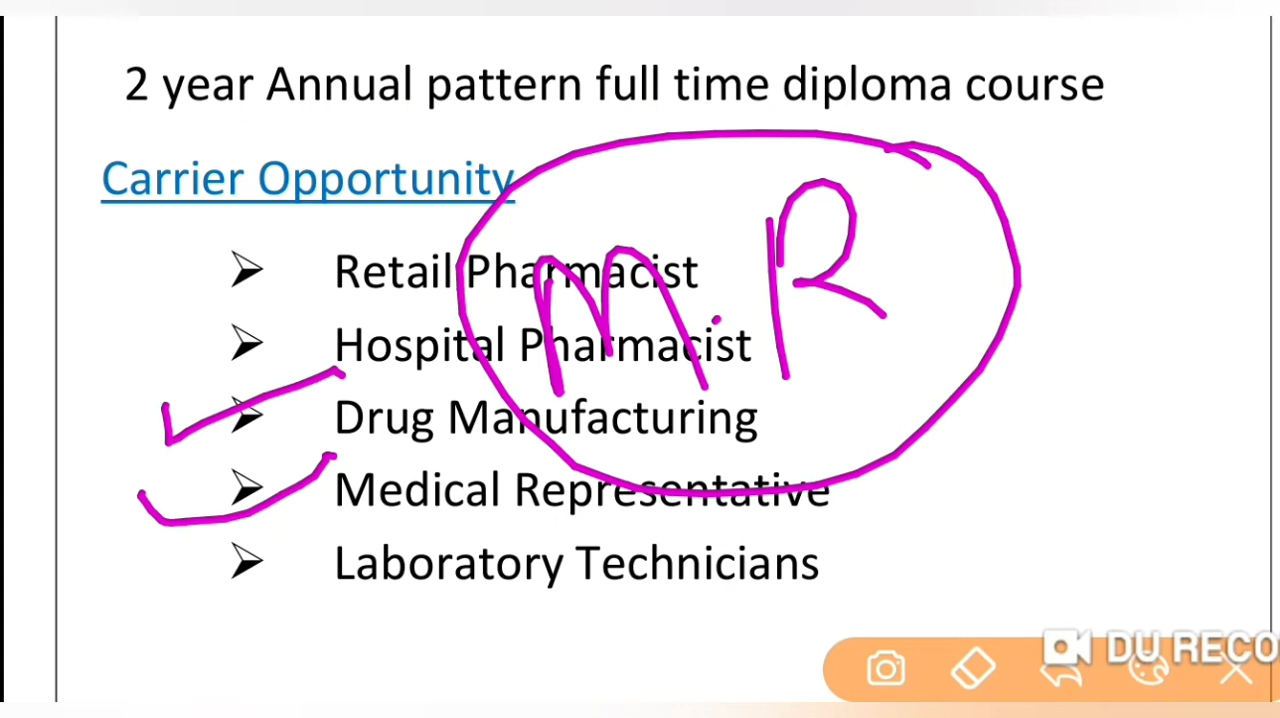 2 year Annual pattern full time diploma course
Carrier Opportunity
➢ Retail Pharmacist
➢ Hospital Pharmacist
➢ Drug Manufacturing
➢ Medical Representative
➢ Laboratory Technicians
M.R
DU RECO